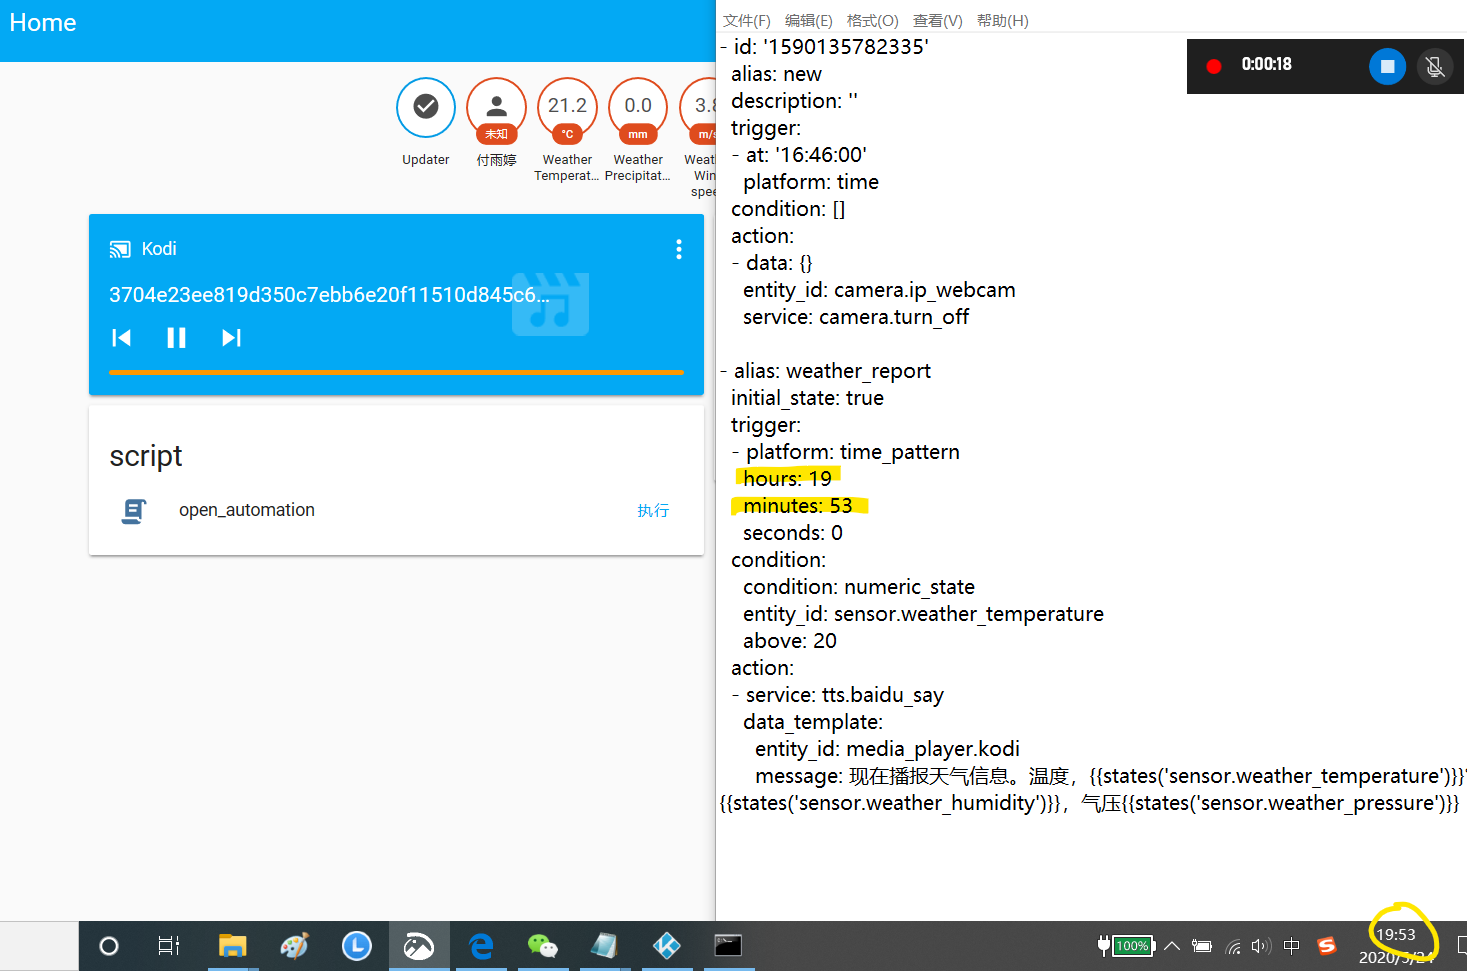 Home
Updater
未知
付雨婷
21.2
°C
Weather
Temperat...
0.0
mm
Weather
Precipitat...
3.8
m/s
Weat
Win
spee
Kodi
3704e23ee819d350c7ebb6e20f11510d845c6...
script
open_automation
执行
文件(F) 编辑(E) 格式(O) 查看(V) 帮助(H)
- id: '1590135782335'
alias: new
description: ''
trigger:
- at: '16:46:00'
platform: time
condition: []
action:
- data: {}
entity_id: camera.ip_webcam
service: camera.turn_off
- alias: weather_report
initial_state: true
trigger:
- platform: time_pattern
hours: 19
minutes: 53
seconds: 0
condition:
condition: numeric_state
entity_id: sensor.weather_temperature
above: 20
action:
- service: tts.baidu_say
data_template:
entity_id: media_player.kodi
message: 现在播报天气信息。温度，{{states('sensor.weather_temperature')}}
{{states('sensor.weather_humidity')}}，气压{{states('sensor.weather_pressure')}}
0:00:18
100%
中
19:53
2020/5/24